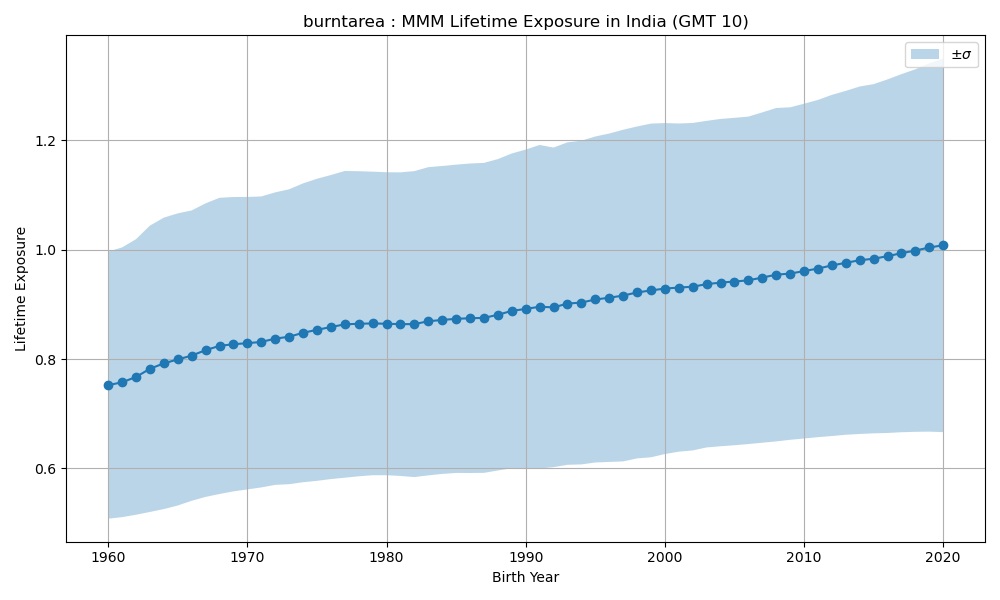 burntarea : MMM Lifetime Exposure in India (GMT 10)
±σ
1.2
1.0
0.8
0.6
Lifetime Exposure
1960 1970 1980 1990 2000 2010 2020
Birth Year